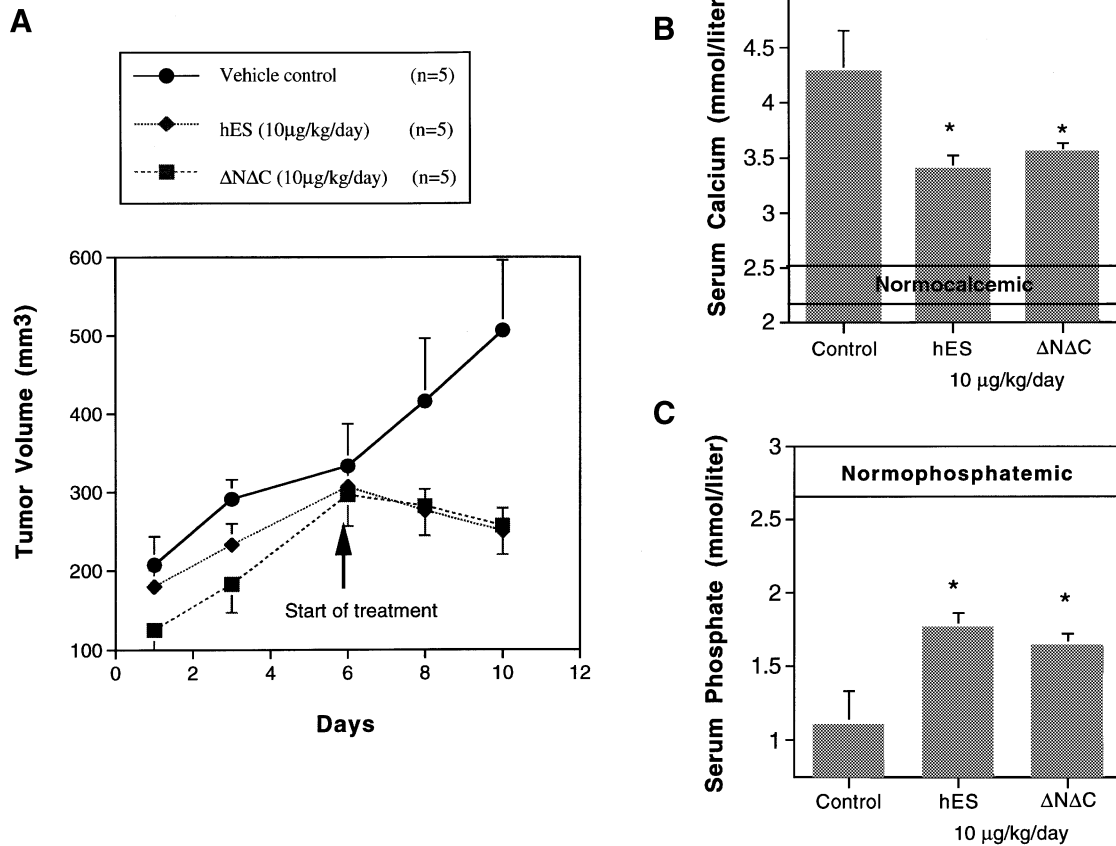 A
Vehicle control (n=5)
hES (10µg/kg/day) (n=5)
ΔNΔC (10µg/kg/day) (n=5)
Tumor Volume (mm3)
600
500
400
300
200
100
Start of treatment
0 2 4 6 8 10 12
Days
B
Serum Calcium (mmol/liter
4.5
4
3.5
3
2.5
2
* *
Normocalcemic
Control hES ΔNΔC
10 µg/kg/day
C
Serum Phosphate (mmol/liter)
3
2.5
2
1.5
1
Normophosphatemic
* *
Control hES ΔNΔC
10 µg/kg/day